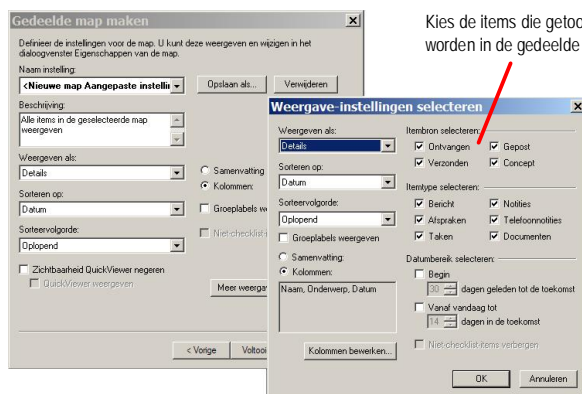 Kies de items die getoo
worden in de gedeelde
Gedeelde map maken
Definieer de instellingen voor de map. U kunt deze weergeven en wijzigen in het
dialoogvenster Eigenschappen van de map.
Naam instelling:
<Nieuwe map Aangepaste instellin
Opslaan als...
Verwijderen
Beschrijving:
Alle items in de geselecteerde map
weergeven
Weergeven als:
Details
Sorteren op:
Datum
Sorteervolgorde:
Oplopend
Samenvatting
Kolommen:
Groeplabels we
Niet-checklist-i
Zichtbaarheid QuickViewer negeren
QuickViewer weergeven
Meer weerga
< Vorige
Voltooi
Weergave-instellingen selecteren
Weergeven als:
Details
Sorteren op:
Datum
Sorteervolgorde:
Oplopend
Groeplabels weergeven
Samenvatting:
Kolommen:
Naam, Onderwerp, Datum
Kolommen bewerken...
Itembron selecteren:
Ontvangen
Gepost
Verzonden
Concept
Itemtype selecteren:
Bericht
Notities
Afspraken
Telefoonnotities
Taken
Documenten
Datumbereik selecteren:
Begin
30 dagen geleden tot de toekomst
Vanaf vandaag tot
14 dagen in de toekomst
Niet-checklist-items verbergen
OK
Annuleren